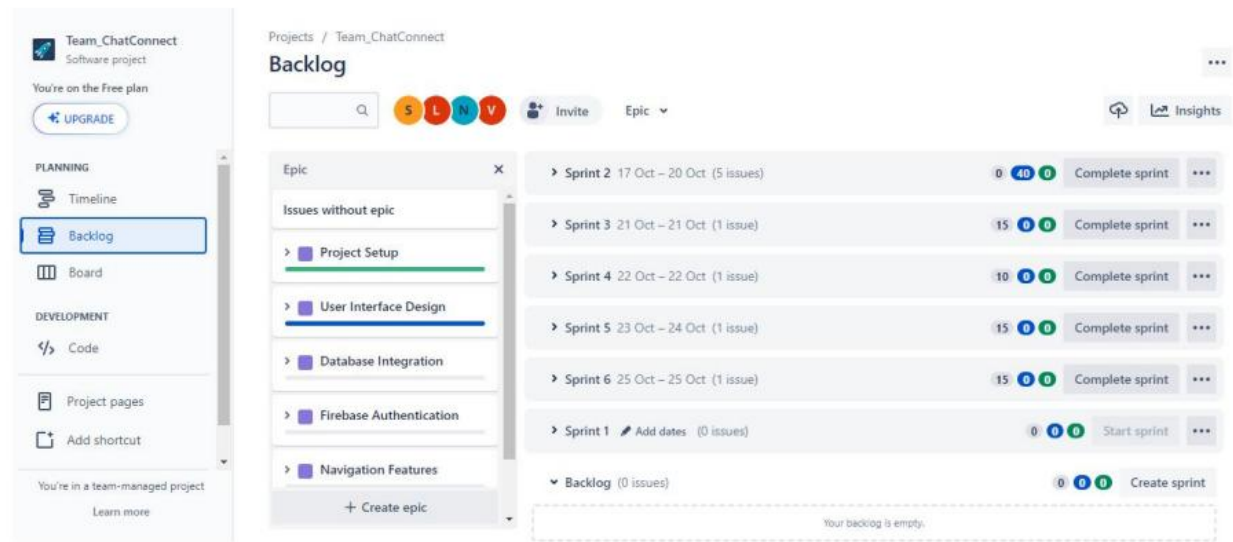 Team_ChatConnect
Software project
You're on the Free plan
UPGRADE
PLANNING
Timeline
Backlog
Board
DEVELOPMENT
Code
Project pages
Add shortcut
You're in a team-managed project
Learn more
Projects / Team_ChatConnect
Backlog
S L N V Invite Epic Insights
Epic
Issues without epic
Project Setup
User Interface Design
Database Integration
Firebase Authentication
Navigation Features
+ Create epic
Sprint 2 17 Oct – 20 Oct (5 issues) 0 40 0 Complete sprint
Sprint 3 21 Oct – 21 Oct (1 issue) 15 0 0 Complete sprint
Sprint 4 22 Oct – 22 Oct (1 issue) 10 0 0 Complete sprint
Sprint 5 23 Oct – 24 Oct (1 issue) 15 0 0 Complete sprint
Sprint 6 25 Oct – 25 Oct (1 issue) 15 0 0 Complete sprint
Sprint 1 Add dates (0 issues) 0 0 0 Start sprint
Backlog (0 issues) 0 0 0 Create sprint
Your backlog is empty.